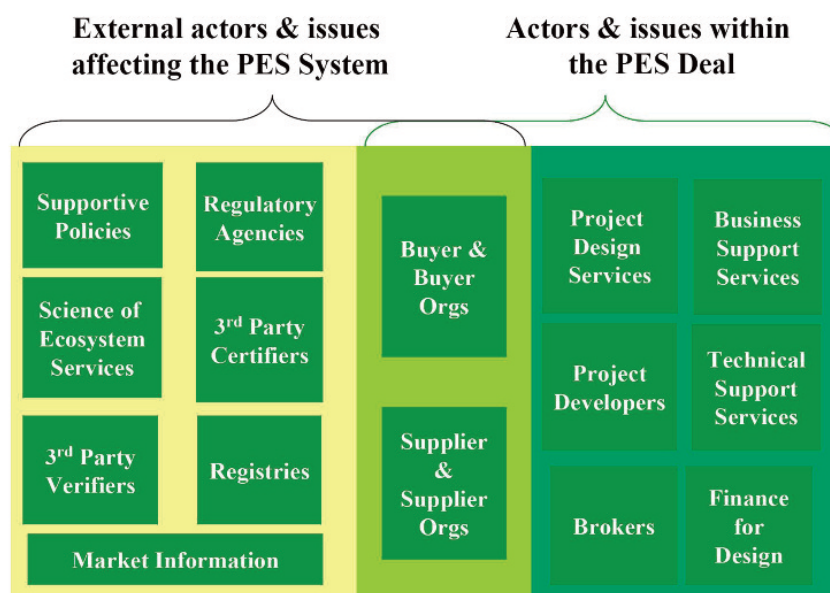 External actors & issues
affecting the PES System
Actors & issues within
the PES Deal
Supportive
Policies
Regulatory
Agencies
Science of
Ecosystem
Services
3rd Party
Certifiers
3rd Party
Verifiers
Registries
Market Information
Buyer &
Buyer
Orgs
Supplier
&
Supplier
Orgs
Project
Design
Services
Business
Support
Services
Project
Developers
Technical
Support
Services
Brokers
Finance
for
Design